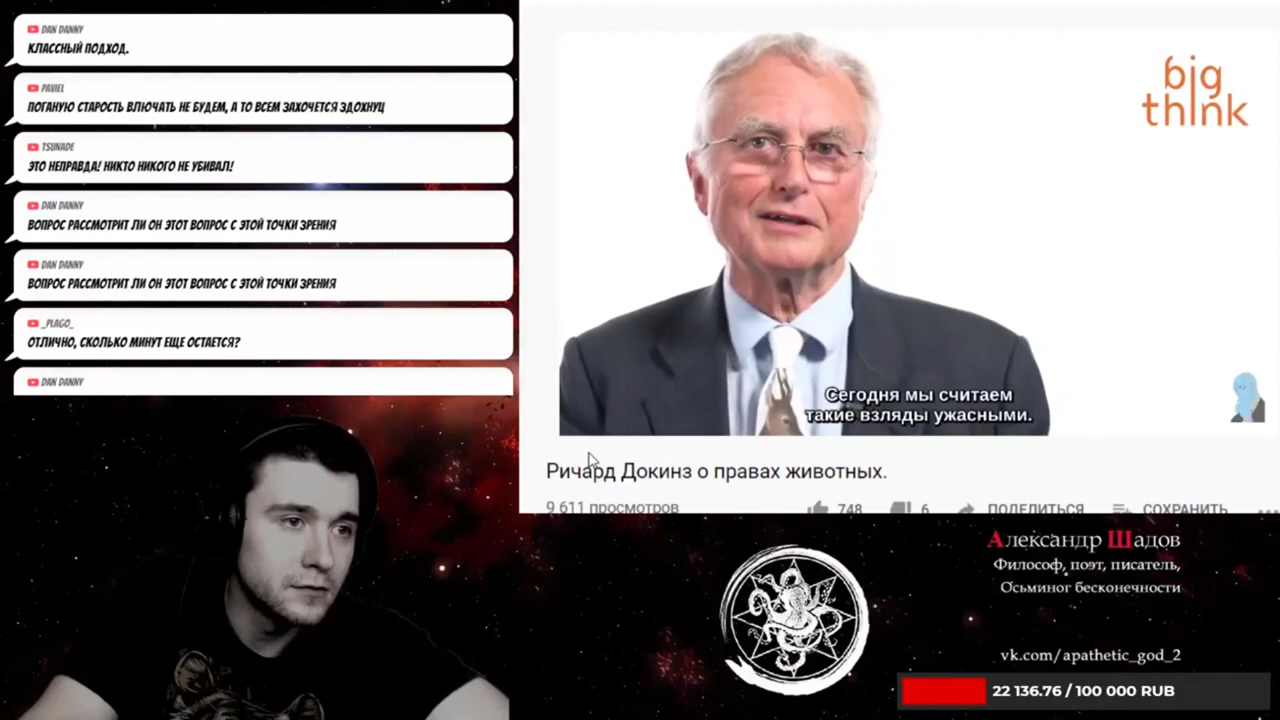 DAN DANNY
КЛАССНЫЙ ПОДХОД.
PAVIEL
ПОГАНУЮ СТАРОСТЬ ВЛЮЧАТЬ НЕ БУДЕМ, А ТО ВСЕМ ЗАХОЧЕТСЯ ЗДОХНУЦ
TSUNADE
ЭТО НЕПРАВДА! НИКТО НИКОГО НЕ УБИВАЛ!
DAN DANNY
ВОПРОС РАССМОТРИТ ЛИ ОН ЭТОТ ВОПРОС С ЭТОЙ ТОЧКИ ЗРЕНИЯ
DAN DANNY
ВОПРОС РАССМОТРИТ ЛИ ОН ЭТОТ ВОПРОС С ЭТОЙ ТОЧКИ ЗРЕНИЯ
_PLAGO_
ОТЛИЧНО, СКОЛЬКО МИНУТ ЕЩЕ ОСТАЕТСЯ?
DAN DANNY
big
think
Сегодня мы считаем
такие взгляды ужасными.
Ричард Докинз о правах животных.
9 611 просмотров
748
6
ПОДЕЛИТЬСЯ
СОХРАНИТЬ
Александр Шадов
Философ, поэт, писатель,
Осьминог бесконечности
vk.com/apathetic_god_2
22 136.76 / 100 000 RUB